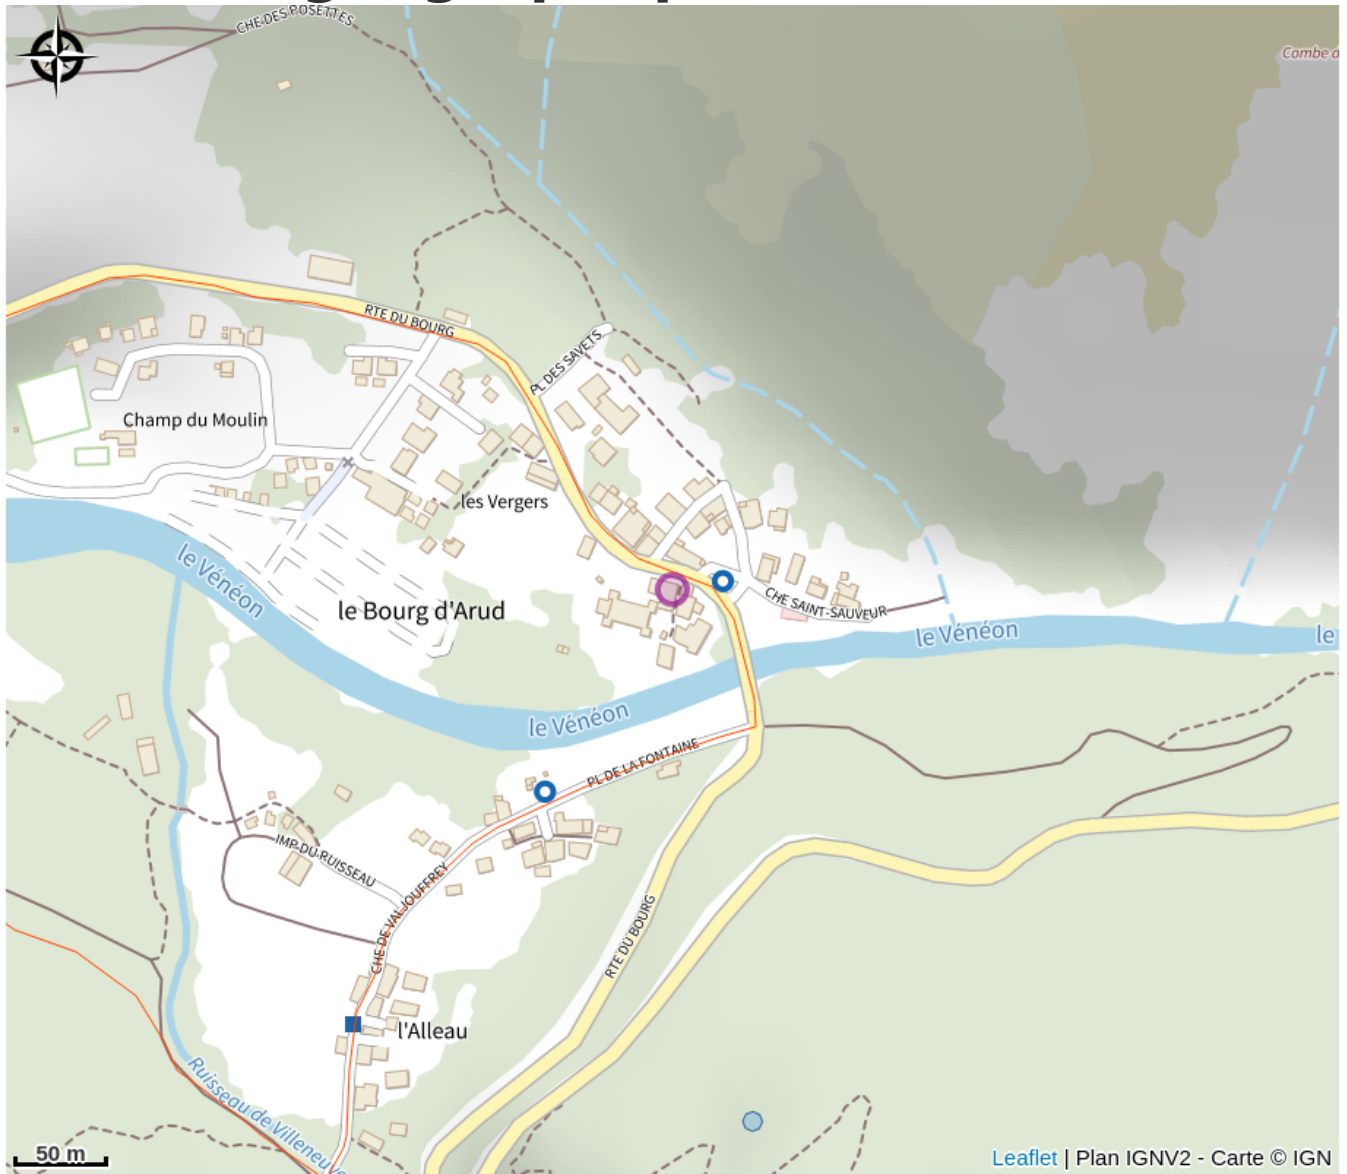 CHE DES POSETTES
Combe d
RTE DU BOURG
PL DES SAVETS
Champ du Moulin
les Vergers
le Vénéon
le Bourg d'Arud
CHE SAINT-SAUVEUR
le Vénéon
le
le Vénéon
PL DE LA FONTAINE
IMP DU RUISSEAU
CHE DE VALJOUFFREY
RTE DU BOURG
l'Alleau
Ruisseau de Villeneuve
50 m
Leaflet | Plan IGNV2 - Carte © IGN